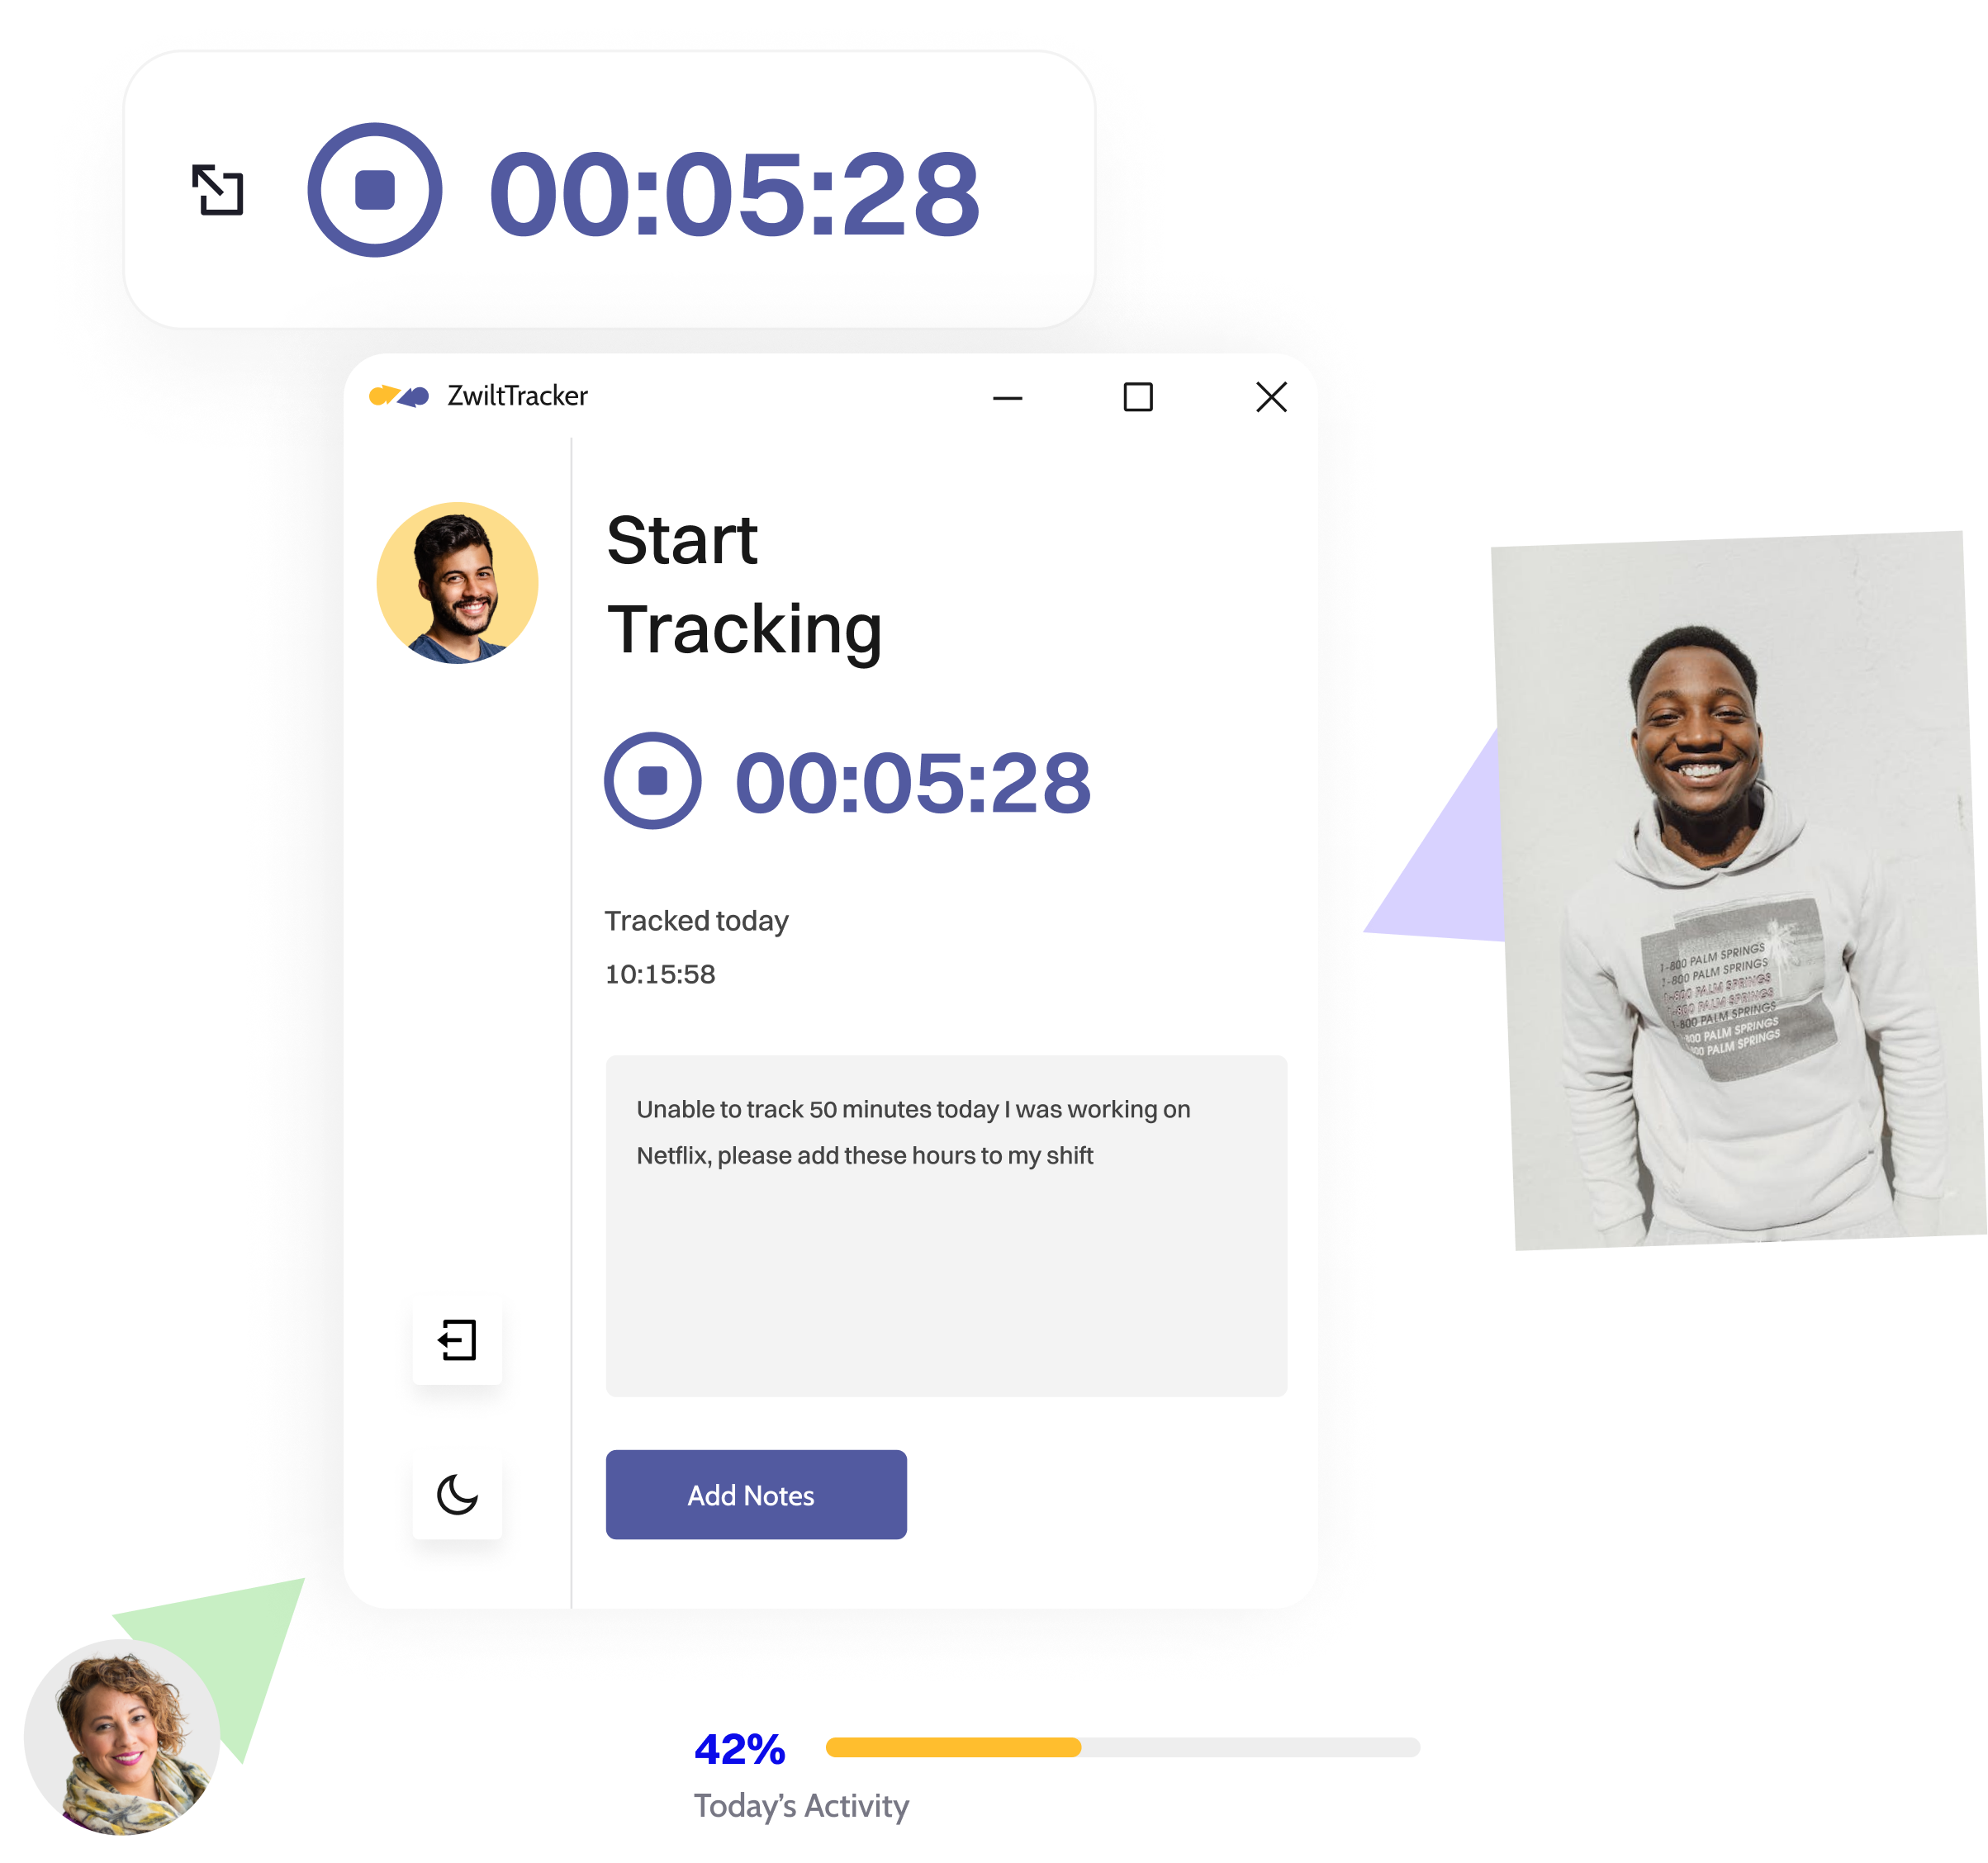 00:05:28
ZwiltTracker
Start
Tracking
00:05:28
Tracked today
10:15:58
Unable to track 50 minutes today I was working on
Netflix, please add these hours to my shift
Add Notes
1-800 PALM SPRINGS
1-800 PALM SPRINGS
1-800 PALM SPRINGS
1-800 PALM SPRINGS
1-800 PALM SPRINGS
800 PALM SPRINGS
800 PALM SPRINGS
42%
Today's Activity